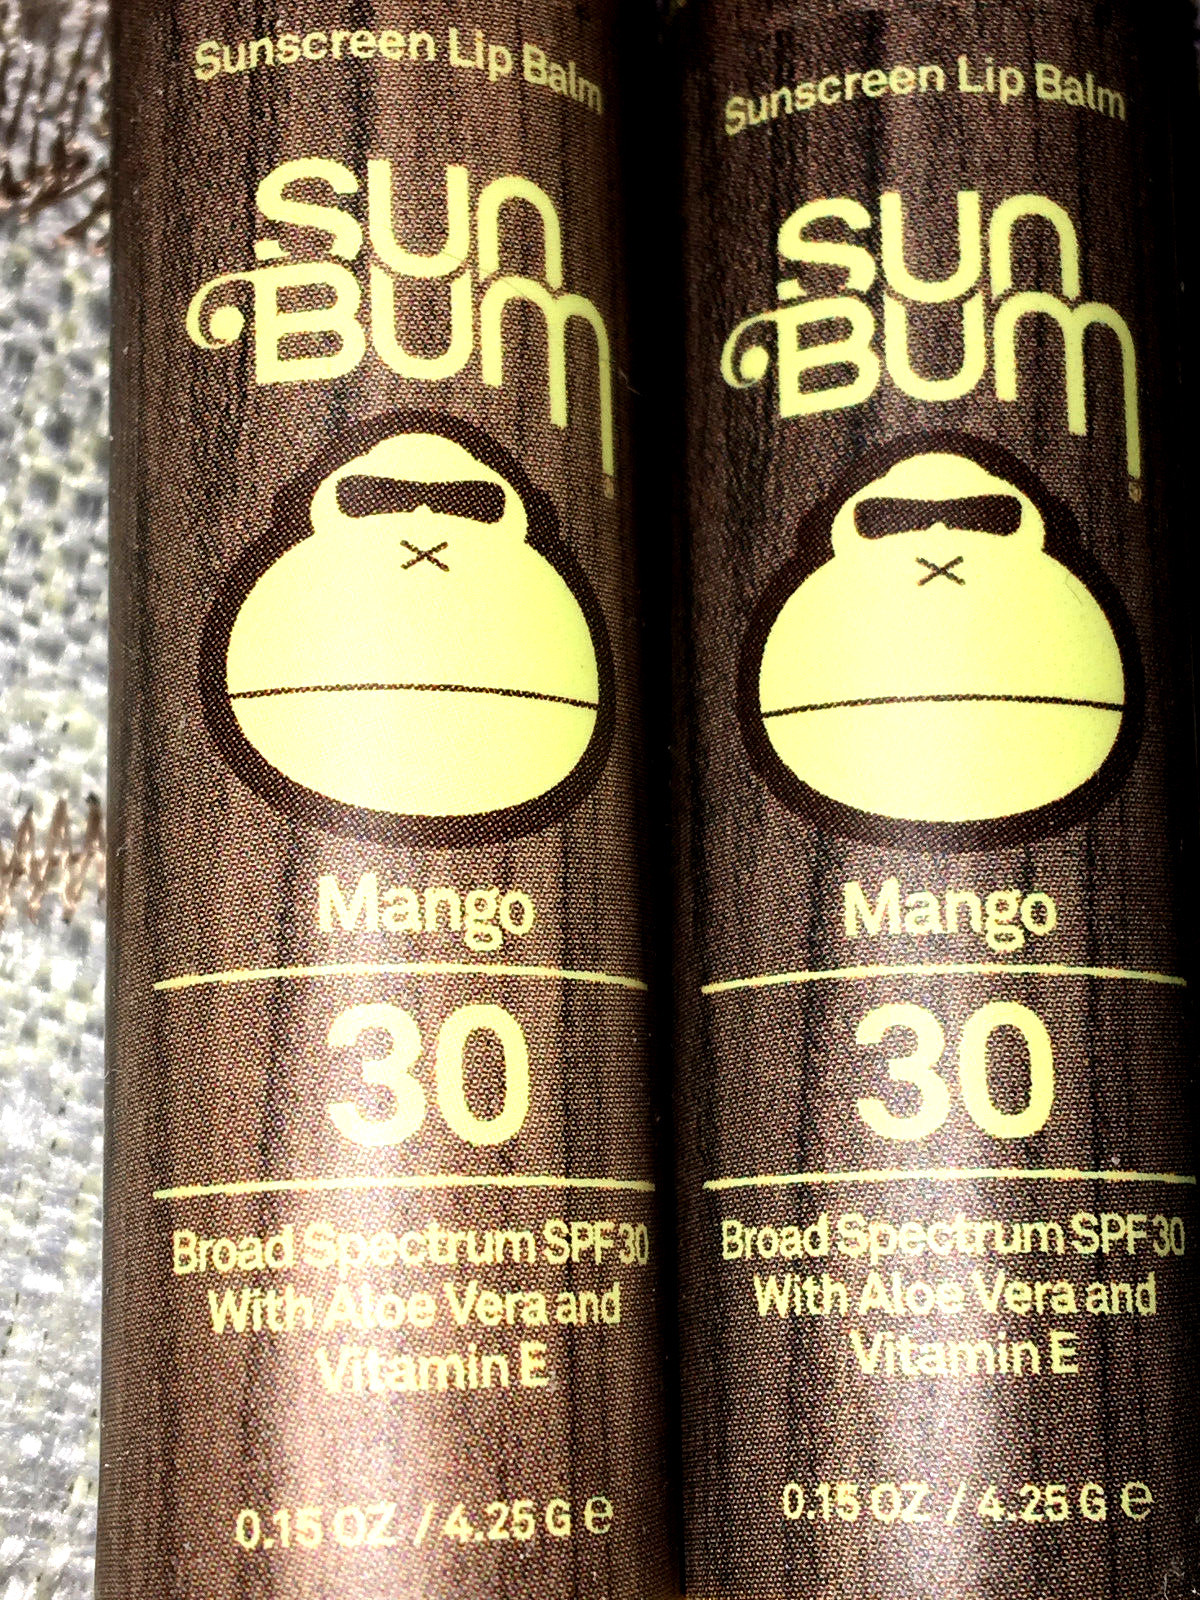 Sunscreen Lip Balm
sun
Bum
Mango
30
Broad Spectrum SPF 30
With Aloe Vera and
Vitamin E
0.15 OZ / 4.25 G ℮
Sunscreen Lip Balm
sun
Bum
Mango
30
Broad Spectrum SPF 30
With Aloe Vera and
Vitamin E
0.15 OZ / 4.25 G ℮